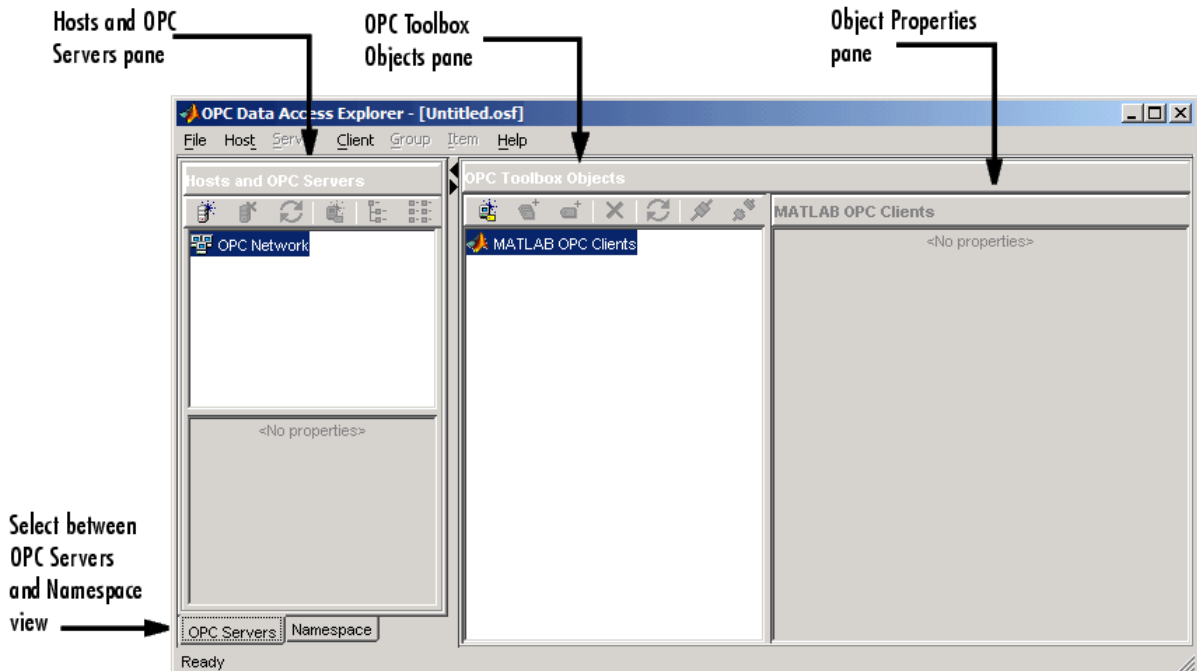 Hosts and OPC
Servers pane
OPC Toolbox
Objects pane
Object Properties
pane
OPC Data Access Explorer - [Untitled.osf]
File Host Server Client Group Item Help
Hosts and OPC Servers
OPC Toolbox Objects
MATLAB OPC Clients
OPC Network
MATLAB OPC Clients
<No properties>
<No properties>
Select between
OPC Servers
and Namespace
view
OPC Servers Namespace
Ready